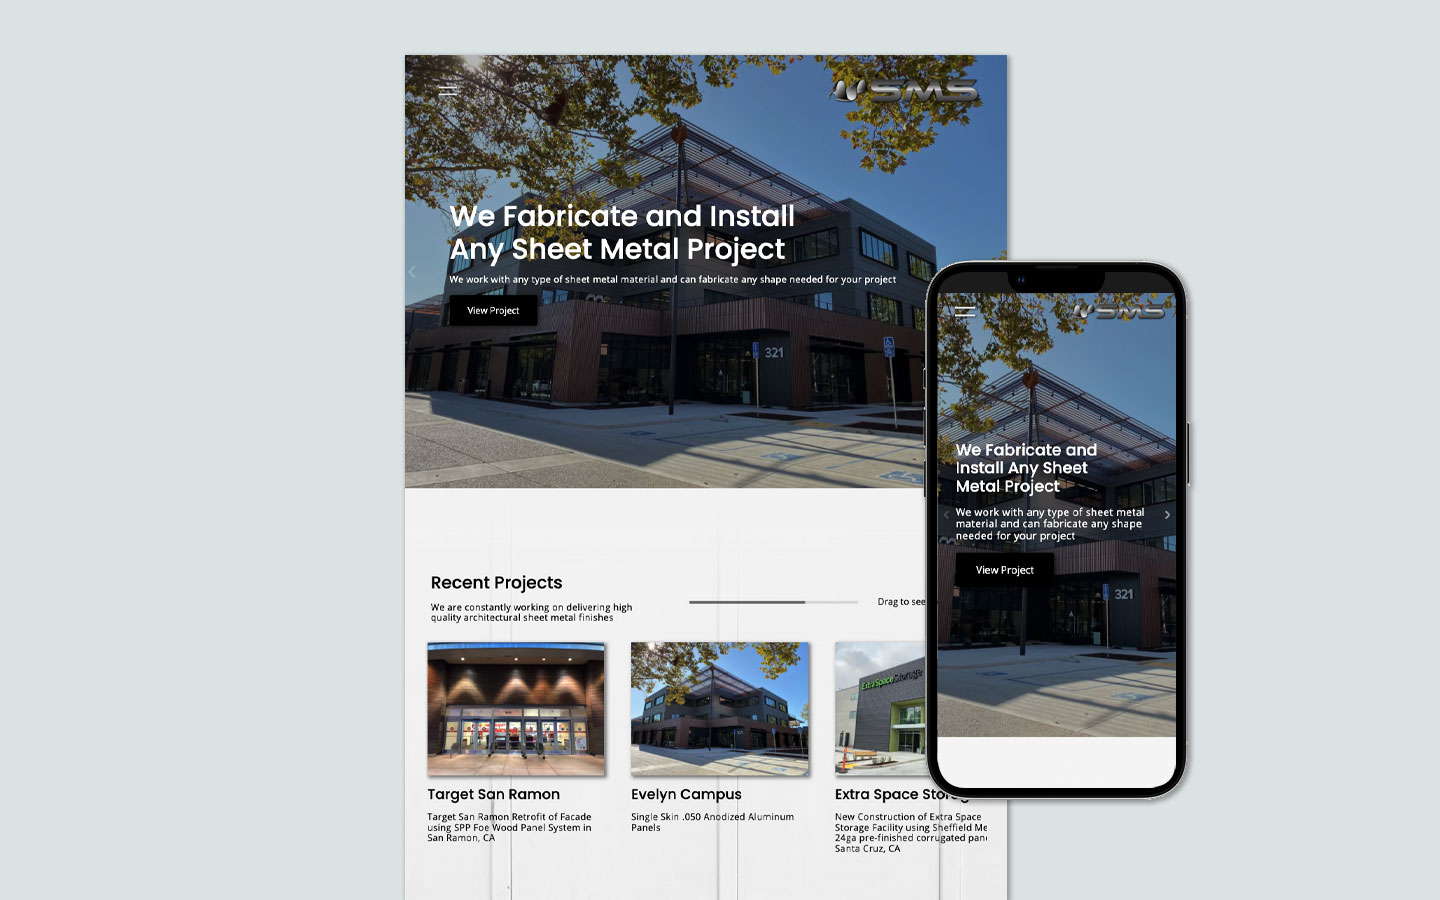 SMS
We Fabricate and Install
Any Sheet Metal Project
We work with any type of sheet metal material and can fabricate any shape needed for your project
View Project
321
Recent Projects
We are constantly working on delivering high
quality architectural sheet metal finishes
Drag to see
Target San Ramon
Target San Ramon Retrofit of Facade
using SPP Foe Wood Panel System in
San Ramon, CA
Evelyn Campus
Single Skin .050 Anodized Aluminum
Panels
ExtraSpace Storage
Extra Space Storag
New Construction of Extra Space
Storage Facility using Sheffield Me
24ga pre-finished corrugated pan
Santa Cruz, CA
SMS
We Fabricate and
Install Any Sheet
Metal Project
We work with any type of sheet metal
material and can fabricate any shape
needed for your project
View Project
321